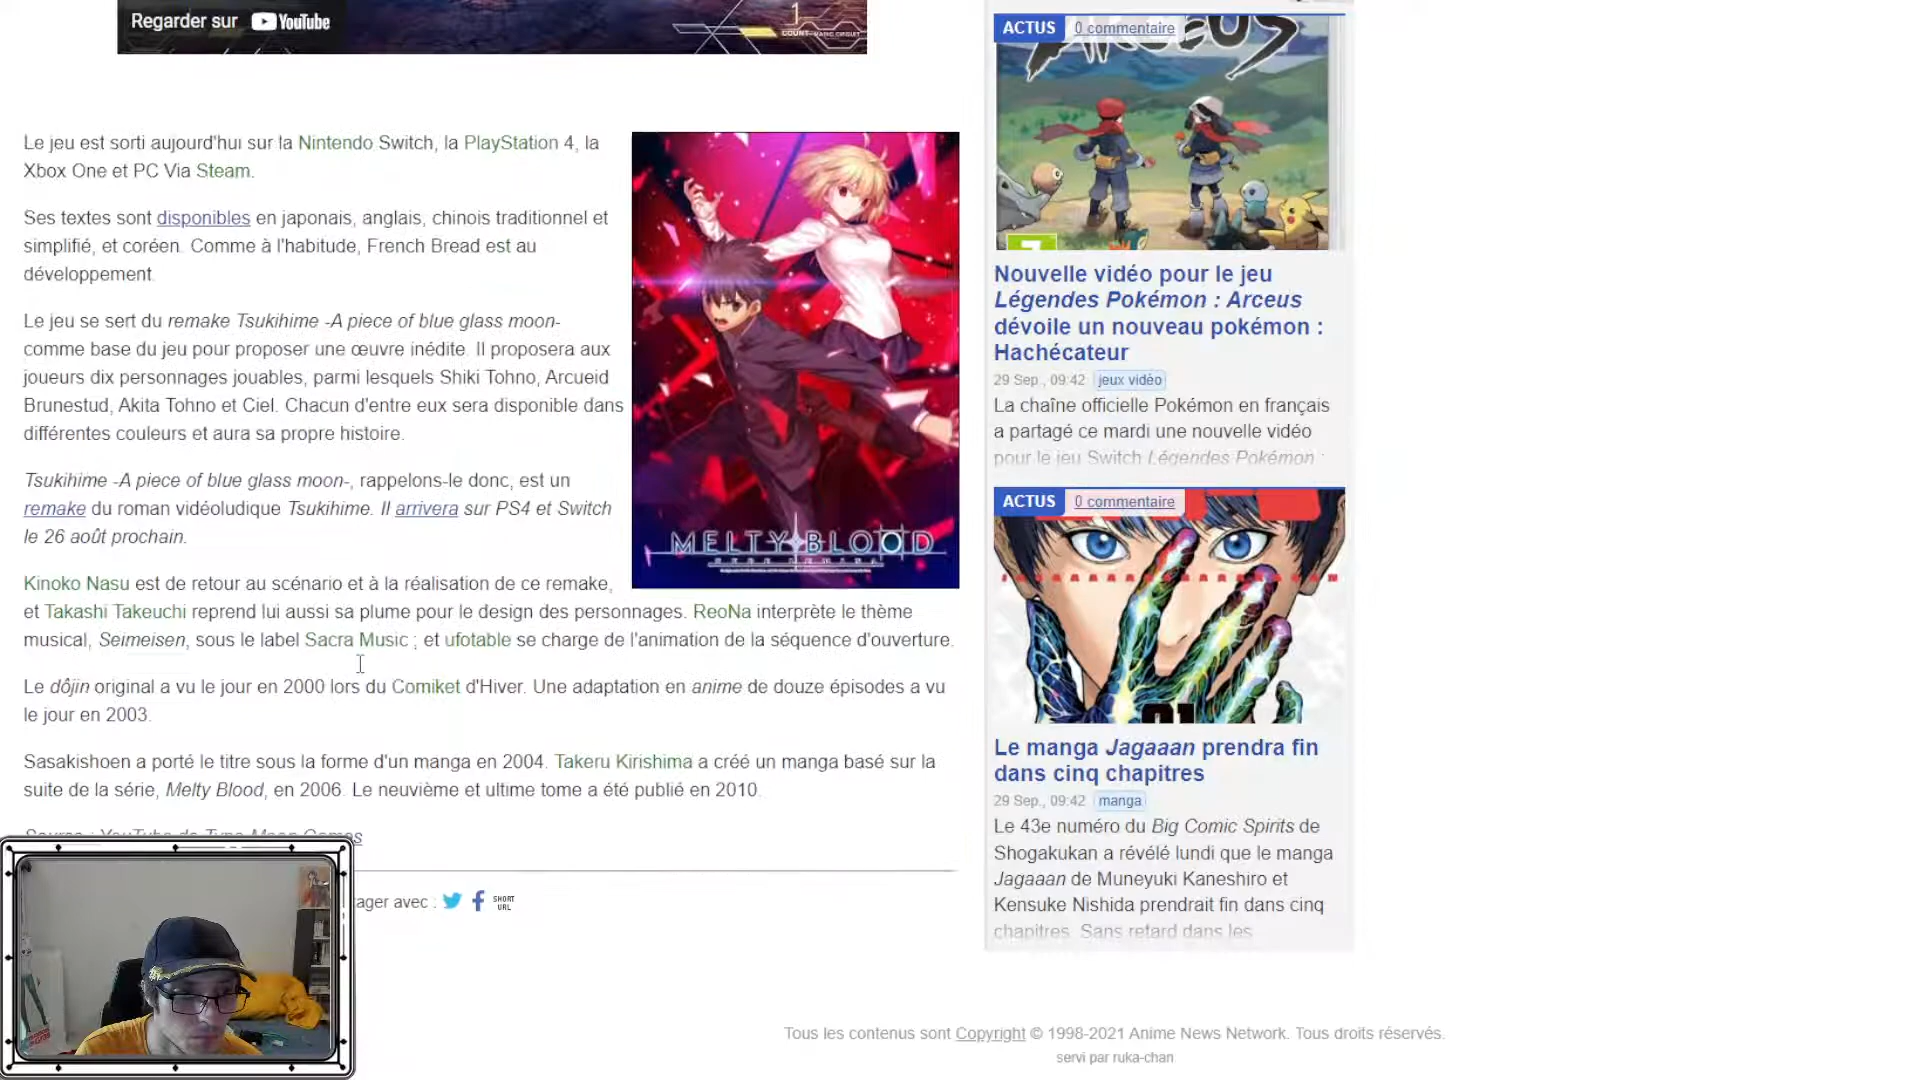 Regarder sur YouTube
1
COUNT
Le jeu est sorti aujourd'hui sur la Nintendo Switch, la PlayStation 4, la
Xbox One et PC Via Steam.
Ses textes sont disponibles en japonais, anglais, chinois traditionnel et
simplifié, et coréen. Comme à l'habitude, French Bread est au
développement.
Le jeu se sert du remake Tsukihime -A piece of blue glass moon-
comme base du jeu pour proposer une œuvre inédite. Il proposera aux
joueurs dix personnages jouables, parmi lesquels Shiki Tohno, Arcueid
Brunestud, Akita Tohno et Ciel. Chacun d'entre eux sera disponible dans
différentes couleurs et aura sa propre histoire.
Tsukihime -A piece of blue glass moon-, rappelons-le donc, est un
remake du roman vidéoludique Tsukihime. Il arrivera sur PS4 et Switch
le 26 août prochain.
MELTY BLOOD
Kinoko Nasu est de retour au scénario et à la réalisation de ce remake,
et Takashi Takeuchi reprend lui aussi sa plume pour le design des personnages. ReoNa interprète le thème
musical, Seimeisen, sous le label Sacra Music ; et ufotable se charge de l'animation de la séquence d'ouverture.
Le dôjin original a vu le jour en 2000 lors du Comiket d'Hiver. Une adaptation en anime de douze épisodes a vu
le jour en 2003.
Sasakishoen a porté le titre sous la forme d'un manga en 2004. Takeru Kirishima a créé un manga basé sur la
suite de la série, Melty Blood, en 2006. Le neuvième et ultime tome a été publié en 2010.
Source : YouTube de Type-Moon Games
ager avec :
SHORT
URL
ACTUS 0 commentaire
ARCEUS
7
Nouvelle vidéo pour le jeu
Légendes Pokémon : Arceus
dévoile un nouveau pokémon :
Hachécateur
29 Sep., 09:42 jeux vidéo
La chaîne officielle Pokémon en français
a partagé ce mardi une nouvelle vidéo
pour le jeu Switch Légendes Pokémon :
ACTUS 0 commentaire
01
Le manga Jagaaan prendra fin
dans cinq chapitres
29 Sep., 09:42 manga
Le 43e numéro du Big Comic Spirits de
Shogakukan a révélé lundi que le manga
Jagaaan de Muneyuki Kaneshiro et
Kensuke Nishida prendrait fin dans cinq
chapitres. Sans retard dans les
Tous les contenus sont Copyright © 1998-2021 Anime News Network. Tous droits réservés.
servi par ruka-chan